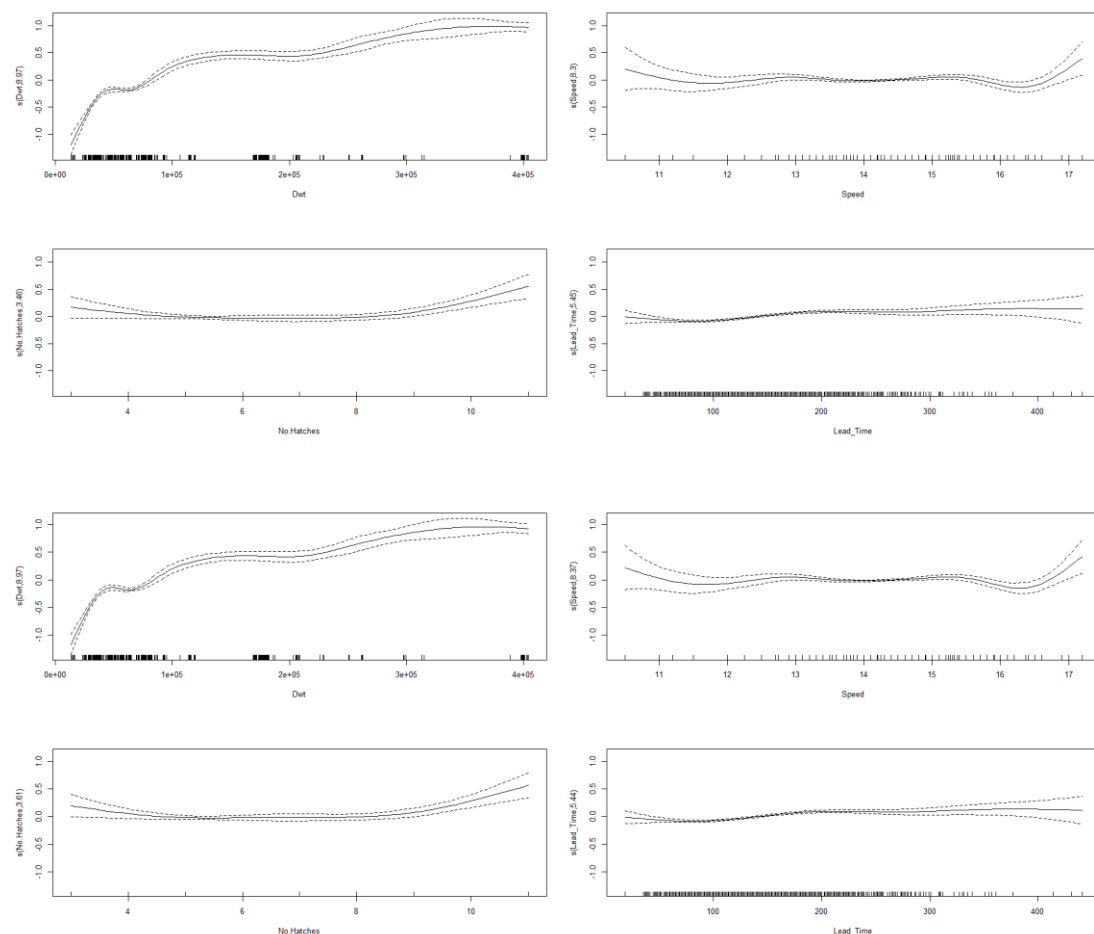 s(Dwt,8.97)
1.0
0.5
0.0
-0.5
-1.0
0e+00 1e+05 2e+05 3e+05 4e+05
Dwt
s(Speed,8.3)
1.0
0.5
0.0
-0.5
-1.0
11 12 13 14 15 16 17
Speed
s(No.Hatches,3.46)
1.0
0.5
0.0
-0.5
-1.0
4 6 8 10
No.Hatches
s(Lead_Time,5.45)
1.0
0.5
0.0
-0.5
-1.0
100 200 300 400
Lead_Time
s(Dwt,8.97)
1.0
0.5
0.0
-0.5
-1.0
0e+00 1e+05 2e+05 3e+05 4e+05
Dwt
s(Speed,8.37)
1.0
0.5
0.0
-0.5
-1.0
11 12 13 14 15 16 17
Speed
s(No.Hatches,3.61)
1.0
0.5
0.0
-0.5
-1.0
4 6 8 10
No.Hatches
s(Lead_Time,5.44)
1.0
0.5
0.0
-0.5
-1.0
100 200 300 400
Lead_Time